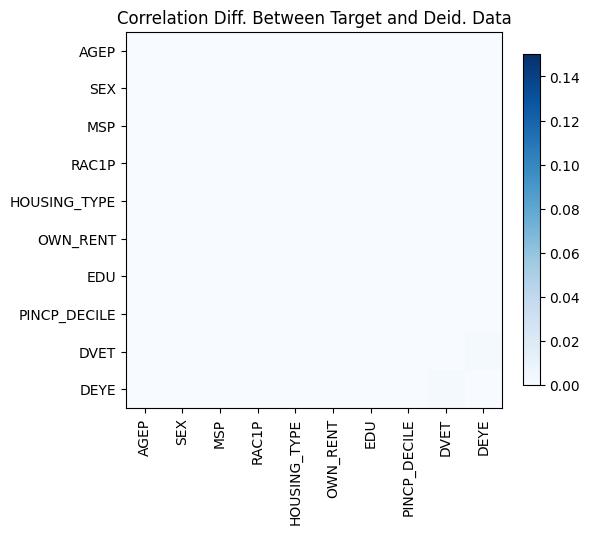 Correlation Diff. Between Target and Deid. Data
AGEP
SEX
MSP
RAC1P
HOUSING_TYPE
OWN_RENT
EDU
PINCP_DECILE
DVET
DEYE
AGEP
SEX
MSP
RAC1P
HOUSING_TYPE
OWN_RENT
EDU
PINCP_DECILE
DVET
DEYE
0.14
0.12
0.10
0.08
0.06
0.04
0.02
0.00